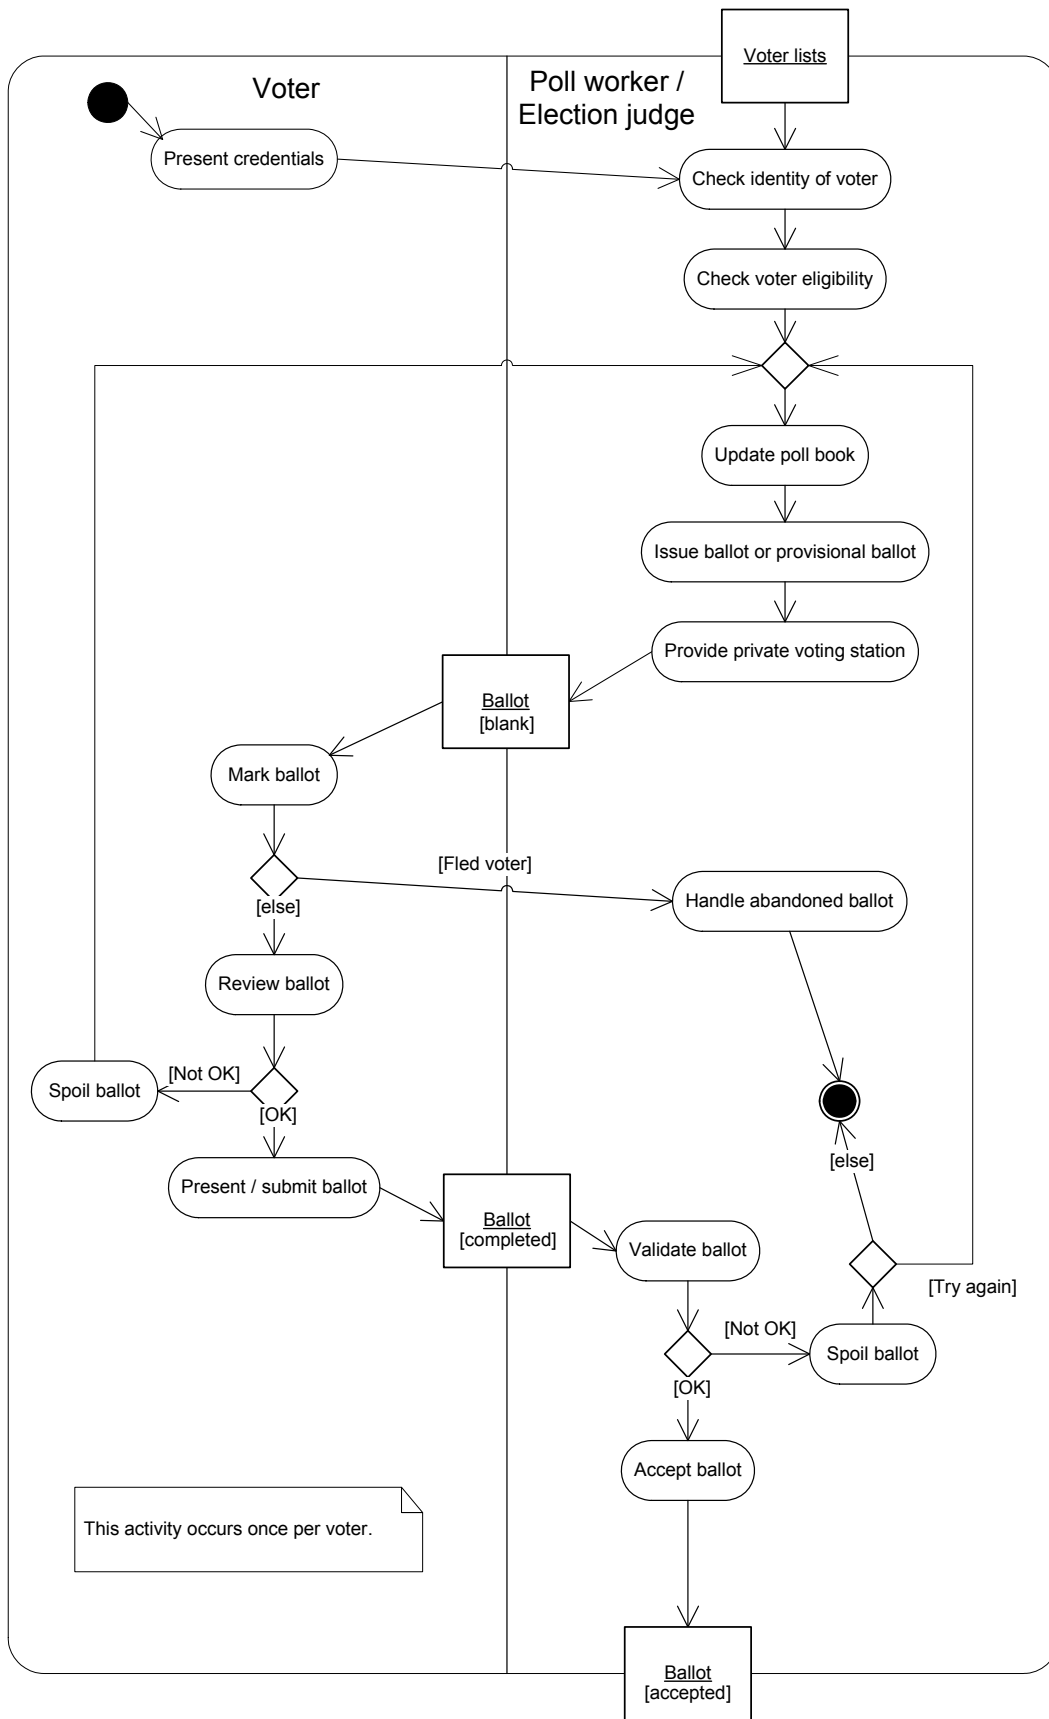 Voter lists
Voter
Poll worker /
Election judge
Present credentials
Check identity of voter
Check voter eligibility
Update poll book
Issue ballot or provisional ballot
Provide private voting station
Ballot
[blank]
Mark ballot
[Fled voter]
[else]
Handle abandoned ballot
Review ballot
[Not OK]
Spoil ballot
[OK]
Present / submit ballot
Ballot
[completed]
[else]
Validate ballot
[Try again]
[Not OK]
Spoil ballot
[OK]
Accept ballot
This activity occurs once per voter.
Ballot
[accepted]